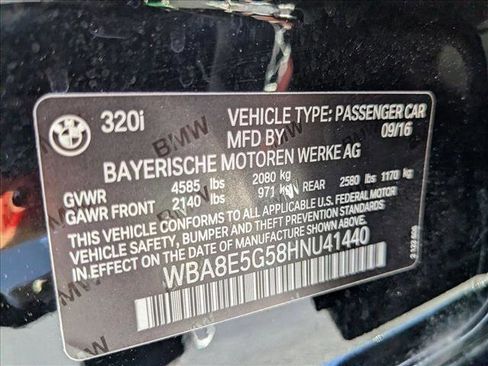 BMW
320i
VEHICLE TYPE: PASSENGER CAR
MFD BY
09/16
BAYERISCHE MOTOREN WERKE AG
GVWR 4585 lbs 2080 kg
GAWR FRONT 2140 lbs 971 kg REAR 2580 lbs 1170 kg
THIS VEHICLE CONFORMS TO ALL APPLICABLE U.S. FEDERAL MOTOR
VEHICLE SAFETY, BUMPER AND THEFT PREVENTION STANDARDS
IN EFFECT ON THE DATE OF MANUFACTURE SHOWN ABOVE.
WBA8E5G58HNU41440